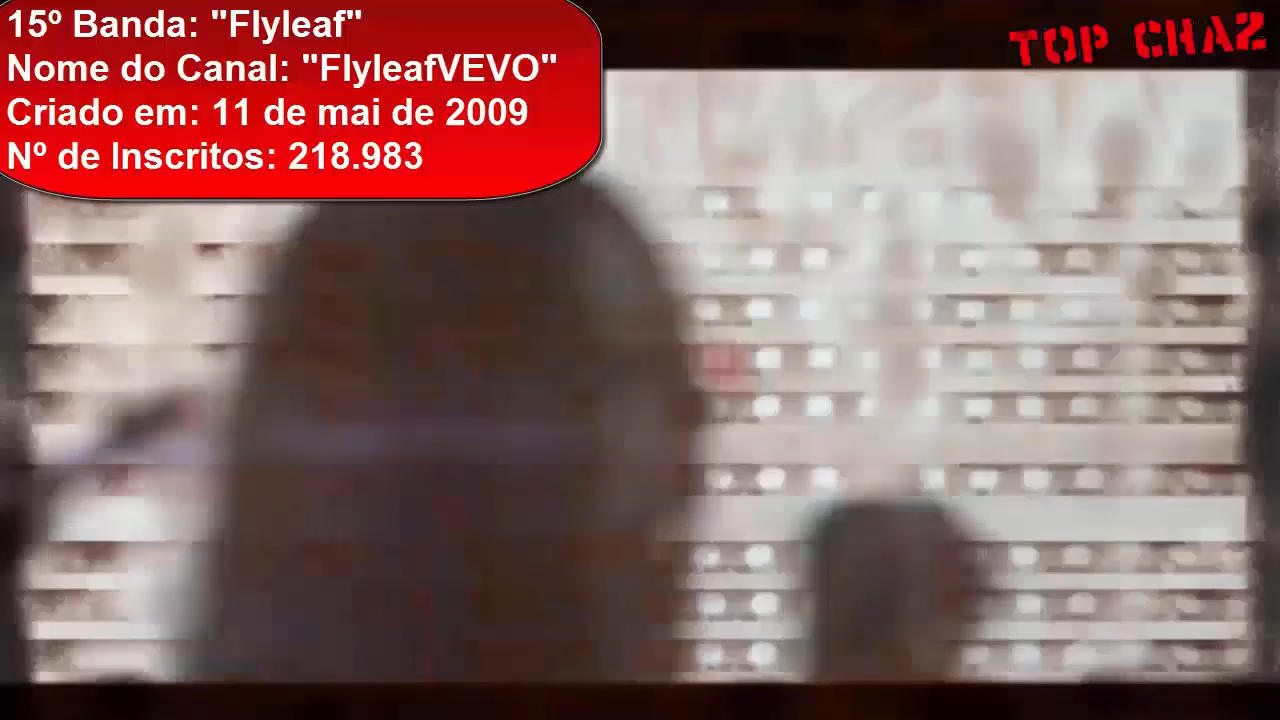 15º Banda: "Flyleaf"
Nome do Canal: "FlyleafVEVO"
Criado em: 11 de mai de 2009
Nº de Inscritos: 218.983
TOP CHAZ